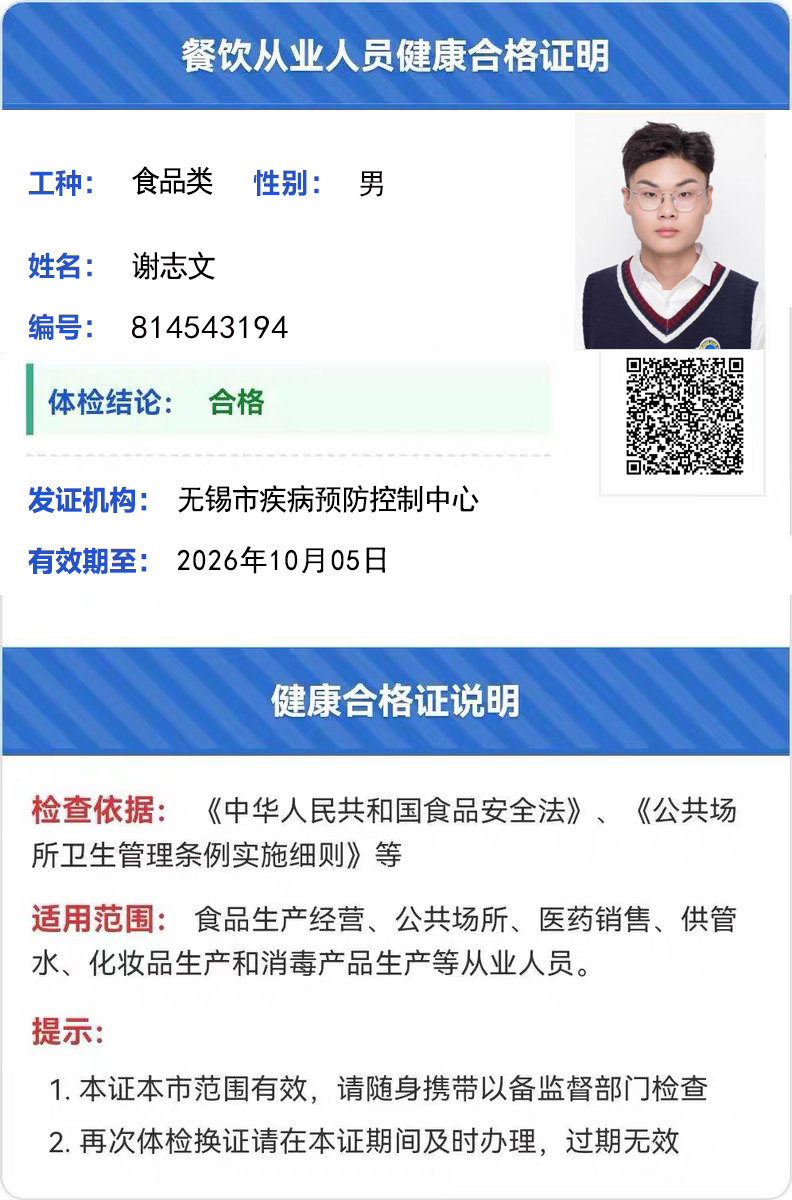 餐饮从业人员健康合格证明
工种： 食品类 性别： 男
姓名： 谢志文
编号： 814543194
体检结论： 合格
发证机构： 无锡市疾病预防控制中心
有效期至： 2026年10月05日
健康合格证说明
检查依据： 《中华人民共和国食品安全法》、《公共场
所卫生管理条例实施细则》等
适用范围： 食品生产经营、公共场所、医药销售、供管
水、化妆品生产和消毒产品生产等从业人员。
提示：
1. 本证本市范围有效，请随身携带以备监督部门检查
2. 再次体检换证请在本证期间及时办理，过期无效